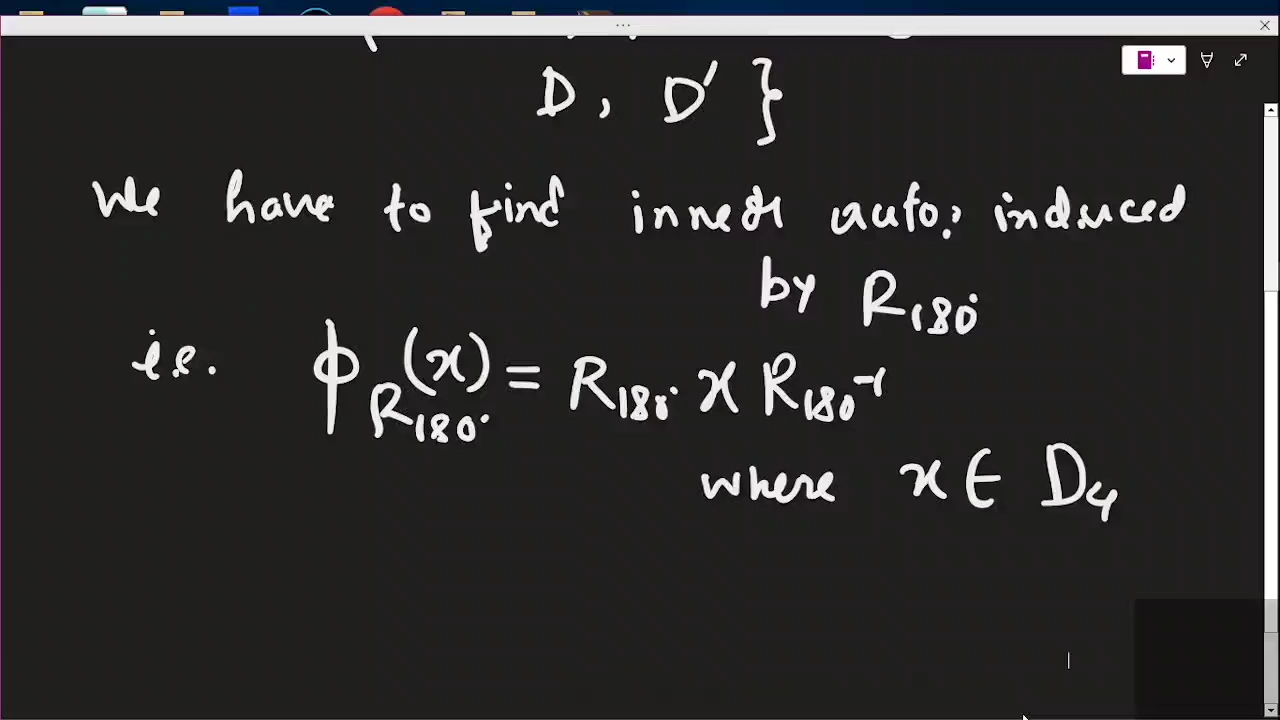 D, D' }
We have to find inner auto. induced
by R180°
i.e. ϕR180°(x) = R180° x R180°⁻¹
where x ∈ D4